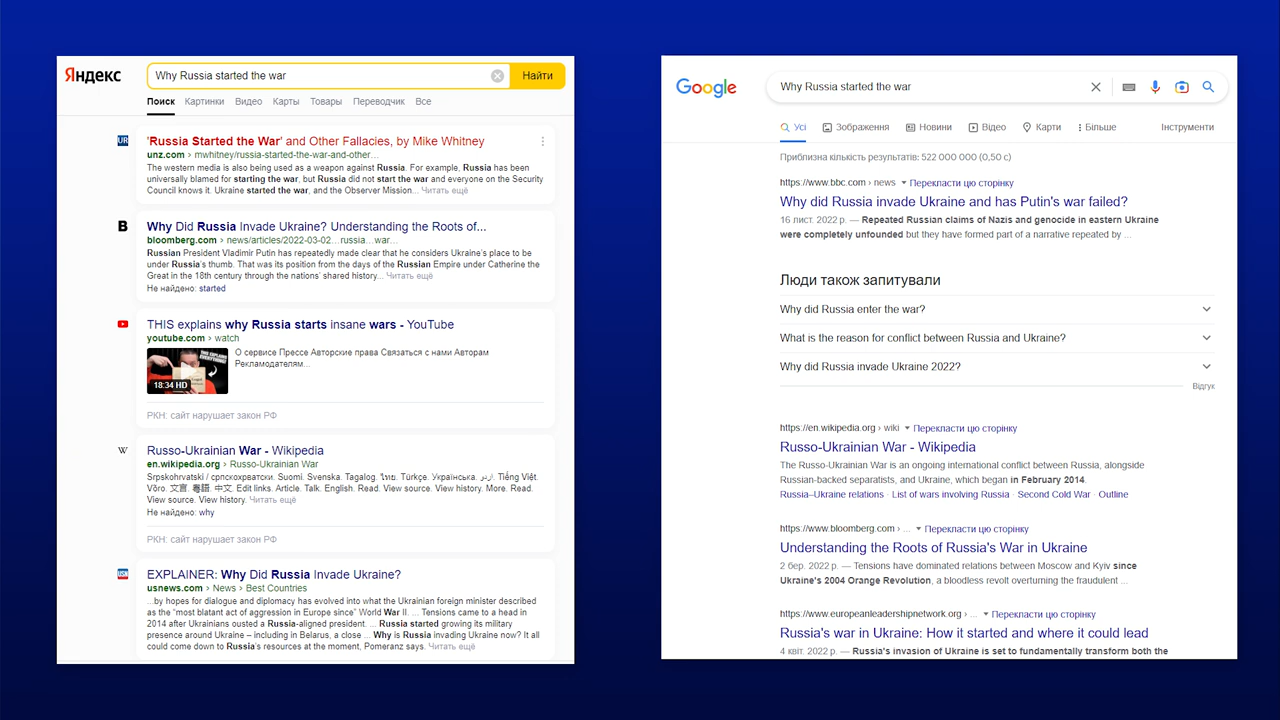 Яндекс
Why Russia started the war
Найти
Поиск Картинки Видео Карты Товары Переводчик Все
UR
'Russia Started the War' and Other Fallacies, by Mike Whitney
unz.com › mwhitney/russia-started-the-war-and-other…
The western media is also being used as a weapon against Russia. For example, Russia has been
universally blamed for starting the war, but Russia did not start the war and everyone on the Security
Council knows it. Ukraine started the war, and the Observer Mission... Читать ещё
B
Why Did Russia Invade Ukraine? Understanding the Roots of...
bloomberg.com › news/articles/2022-03-02…russia…war…
Russian President Vladimir Putin has repeatedly made clear that he considers Ukraine's place to be
under Russia's thumb. That was its position from the days of the Russian Empire under Catherine the
Great in the 18th century through the nations' shared history... Читать ещё
Не найдено: started
THIS explains why Russia starts insane wars - YouTube
youtube.com › watch
THIS EXPLAINS
EVERYTHING!
18:34 HD
О сервисе Прессе Авторские права Связаться с нами Авторам
Рекламодателям...
РКН: сайт нарушает закон РФ
W
Russo-Ukrainian War - Wikipedia
en.wikipedia.org › Russo-Ukrainian War
Srpskohrvatski / српскохрватски. Suomi. Svenska. Tagalog. ไทย. Türkçe. Українська. اردو. Tiếng Việt.
Võro. 文言. 粵語. 中文. Edit links. Article. Talk. English. Read. View source. View history. More. Read.
View source. View history. Читать ещё
Не найдено: why
РКН: сайт нарушает закон РФ
EXPLAINER: Why Did Russia Invade Ukraine?
usnews.com › News › Best Countries
...by hopes for dialogue and diplomacy has evolved into what the Ukrainian foreign minister described
as the "most blatant act of aggression in Europe since" World War II. ... Tensions came to a head in
2014 after Ukrainians ousted a Russia-aligned president. ... Russia started growing its military
presence around Ukraine – including in Belarus, a close ... Why is Russia invading Ukraine now? It all
could come down to Russia's resources at the moment, Pomeranz says. Читать ещё
Google
Why Russia started the war
Усі Зображення Новини Відео Карти Більше Інструменти
Приблизна кількість результатів: 522 000 000 (0,50 с)
https://www.bbc.com › news Перекласти цю сторінку
Why did Russia invade Ukraine and has Putin's war failed?
16 лист. 2022 р. — Repeated Russian claims of Nazis and genocide in eastern Ukraine
were completely unfounded but they have formed part of a narrative repeated by ...
Люди також запитували
Why did Russia enter the war?
What is the reason for conflict between Russia and Ukraine?
Why did Russia invade Ukraine 2022?
Відгук
https://en.wikipedia.org › wiki Перекласти цю сторінку
Russo-Ukrainian War - Wikipedia
The Russo-Ukrainian War is an ongoing international conflict between Russia, alongside
Russian-backed separatists, and Ukraine, which began in February 2014.
Russia–Ukraine relations · List of wars involving Russia · Second Cold War · Outline
https://www.bloomberg.com › ... Перекласти цю сторінку
Understanding the Roots of Russia's War in Ukraine
2 бер. 2022 р. — Tensions have dominated relations between Moscow and Kyiv since
Ukraine's 2004 Orange Revolution, a bloodless revolt overturning the fraudulent ...
https://www.europeanleadershipnetwork.org › ... Перекласти цю сторінку
Russia's war in Ukraine: How it started and where it could lead
4 квіт. 2022 р. — Russia's invasion of Ukraine is set to fundamentally transform both the